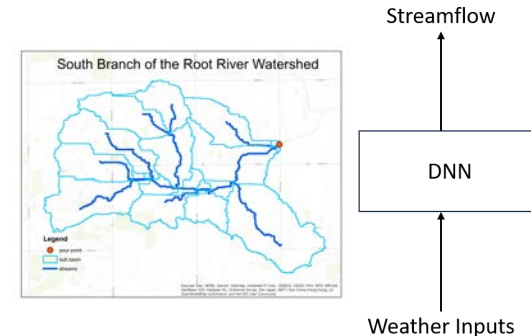 Streamflow
South Branch of the Root River Watershed
DNN
Legend
pour point
sub basin
streams
Weather Inputs